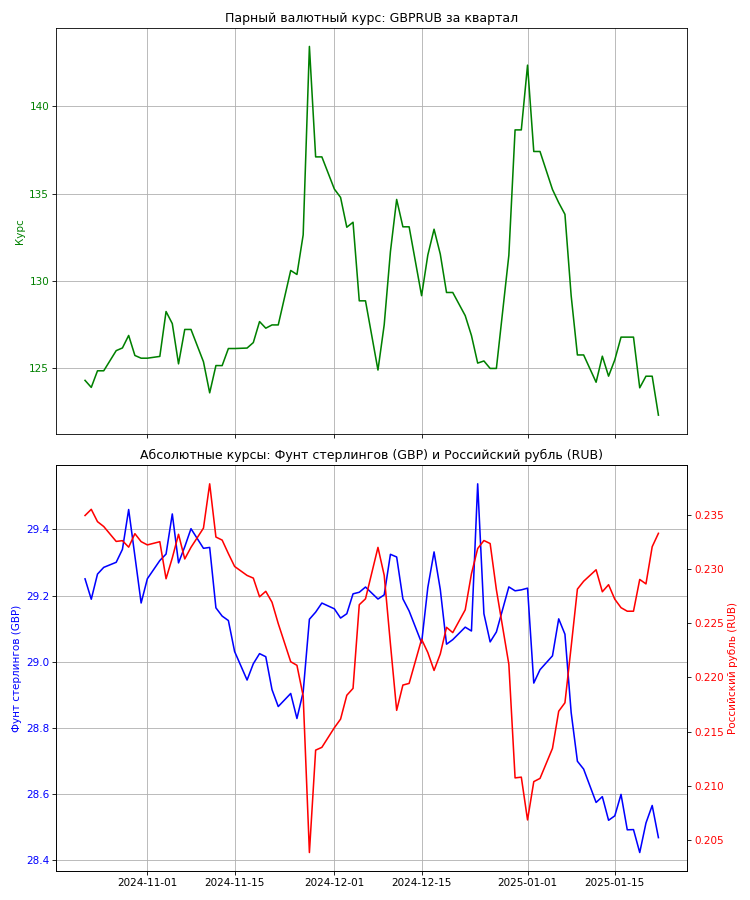 Парный валютный курс: GBPRUB за квартал
140
135
130
125
Курс
Абсолютные курсы: Фунт стерлингов (GBP) и Российский рубль (RUB)
29.4
29.2
29.0
28.8
28.6
28.4
Фунт стерлингов (GBP)
0.235
0.230
0.225
0.220
0.215
0.210
0.205
Российский рубль (RUB)
2024-11-01 2024-11-15 2024-12-01 2024-12-15 2025-01-01 2025-01-15